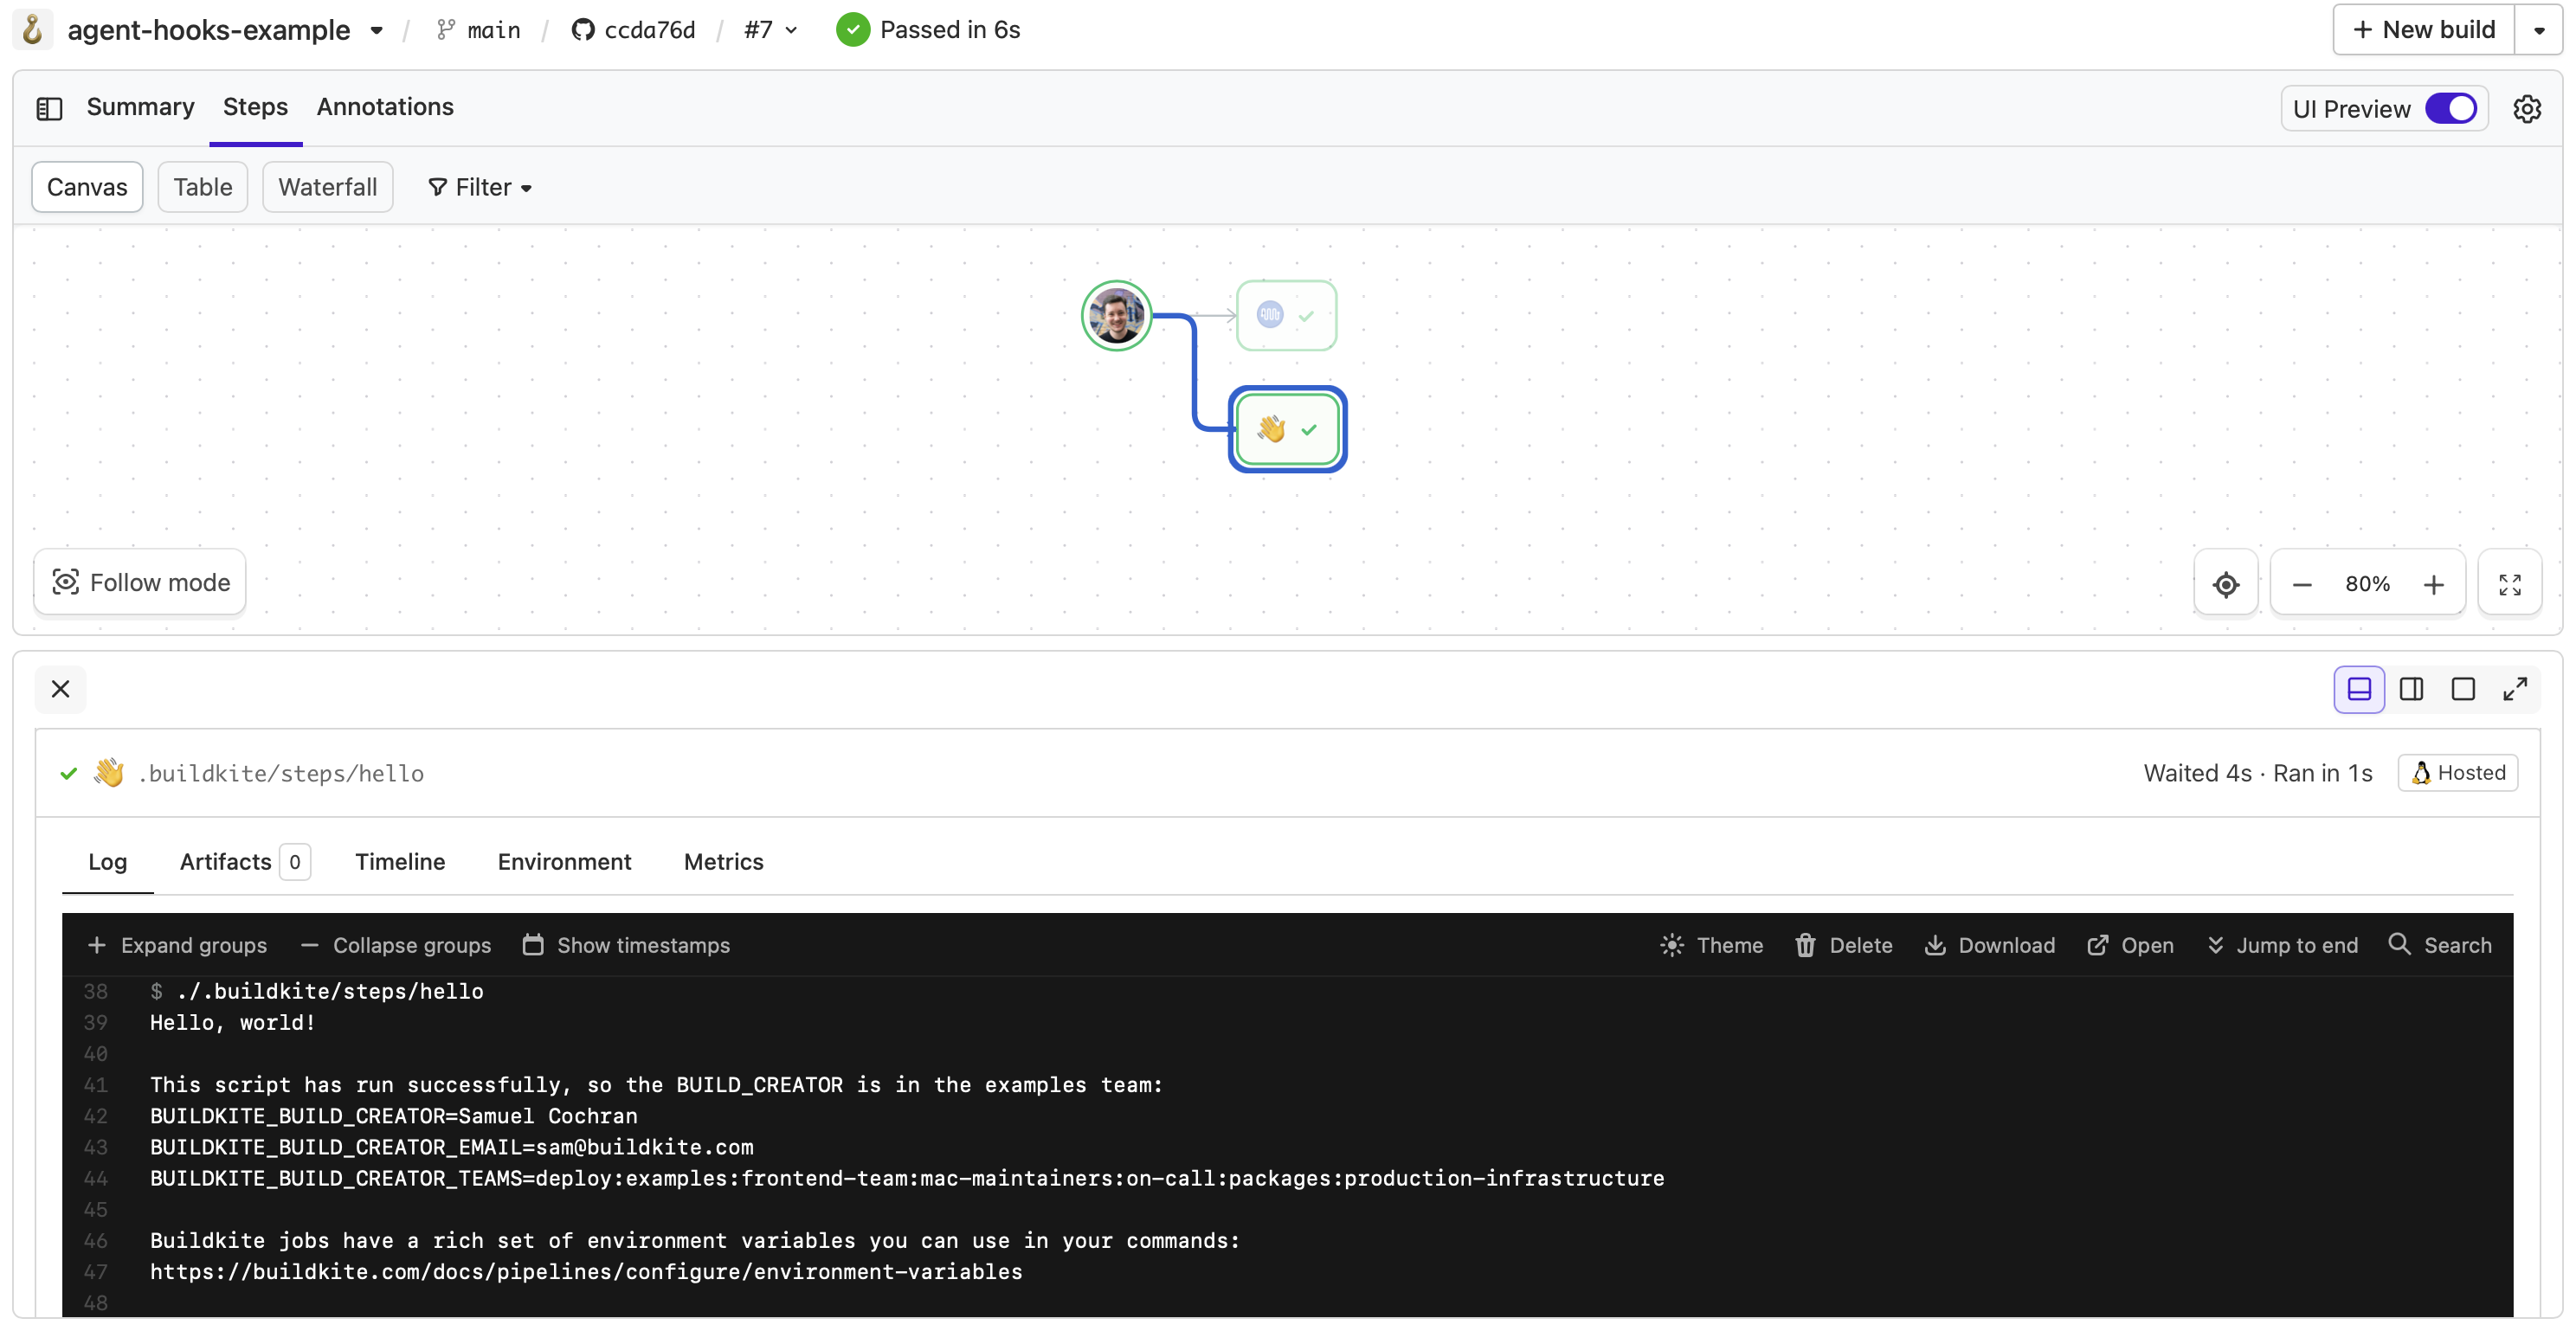 agent-hooks-example / main / ccda76d / #7 Passed in 6s + New build
Summary Steps Annotations UI Preview
Canvas Table Waterfall Filter
Follow mode 80%
.buildkite/steps/hello Waited 4s · Ran in 1s Hosted
Log Artifacts 0 Timeline Environment Metrics
Expand groups Collapse groups Show timestamps Theme Delete Download Open Jump to end Search
38 $ ./.buildkite/steps/hello
39 Hello, world!
40
41 This script has run successfully, so the BUILD_CREATOR is in the examples team:
42 BUILDKITE_BUILD_CREATOR=Samuel Cochran
43 BUILDKITE_BUILD_CREATOR_EMAIL=sam@buildkite.com
44 BUILDKITE_BUILD_CREATOR_TEAMS=deploy:examples:frontend-team:mac-maintainers:on-call:packages:production-infrastructure
45
46 Buildkite jobs have a rich set of environment variables you can use in your commands:
47 https://buildkite.com/docs/pipelines/configure/environment-variables
48